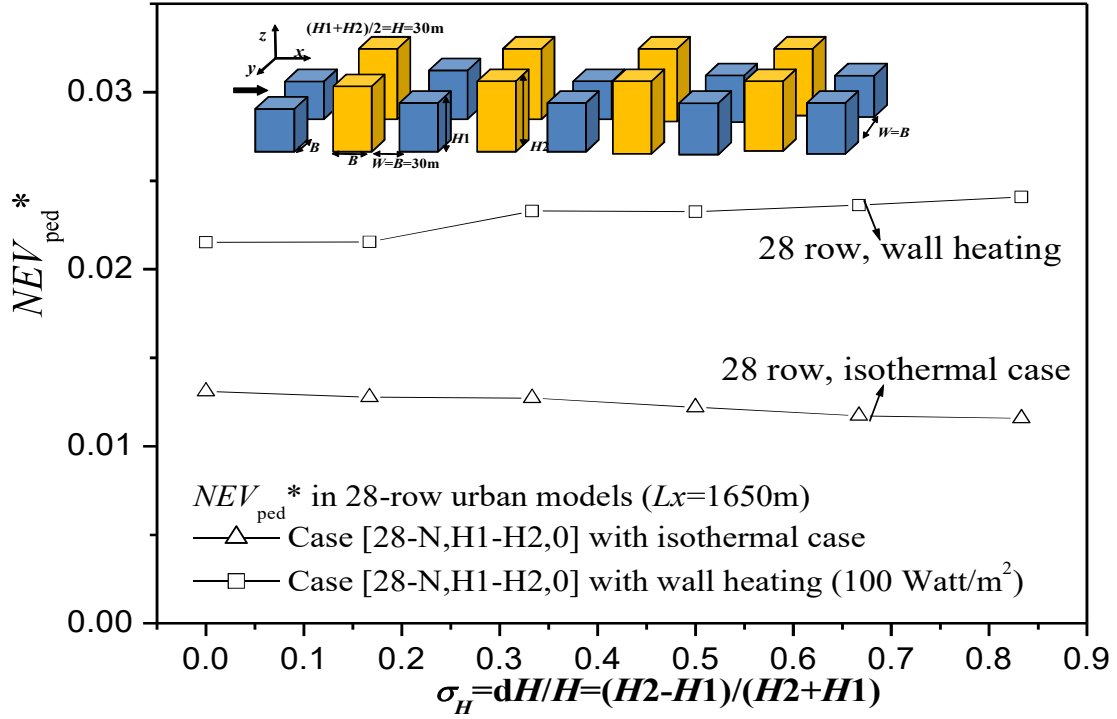 (H1+H2)/2=H=30m
z
x
y
H1
H2
W=B
B
B
W=B=30m
0.03
0.02
0.01
0.00
NEVped*
28 row, wall heating
28 row, isothermal case
NEVped* in 28-row urban models (Lx=1650m)
Case [28-N,H1-H2,0] with isothermal case
Case [28-N,H1-H2,0] with wall heating (100 Watt/m²)
0.0 0.1 0.2 0.3 0.4 0.5 0.6 0.7 0.8 0.9
σH=dH/H=(H2-H1)/(H2+H1)